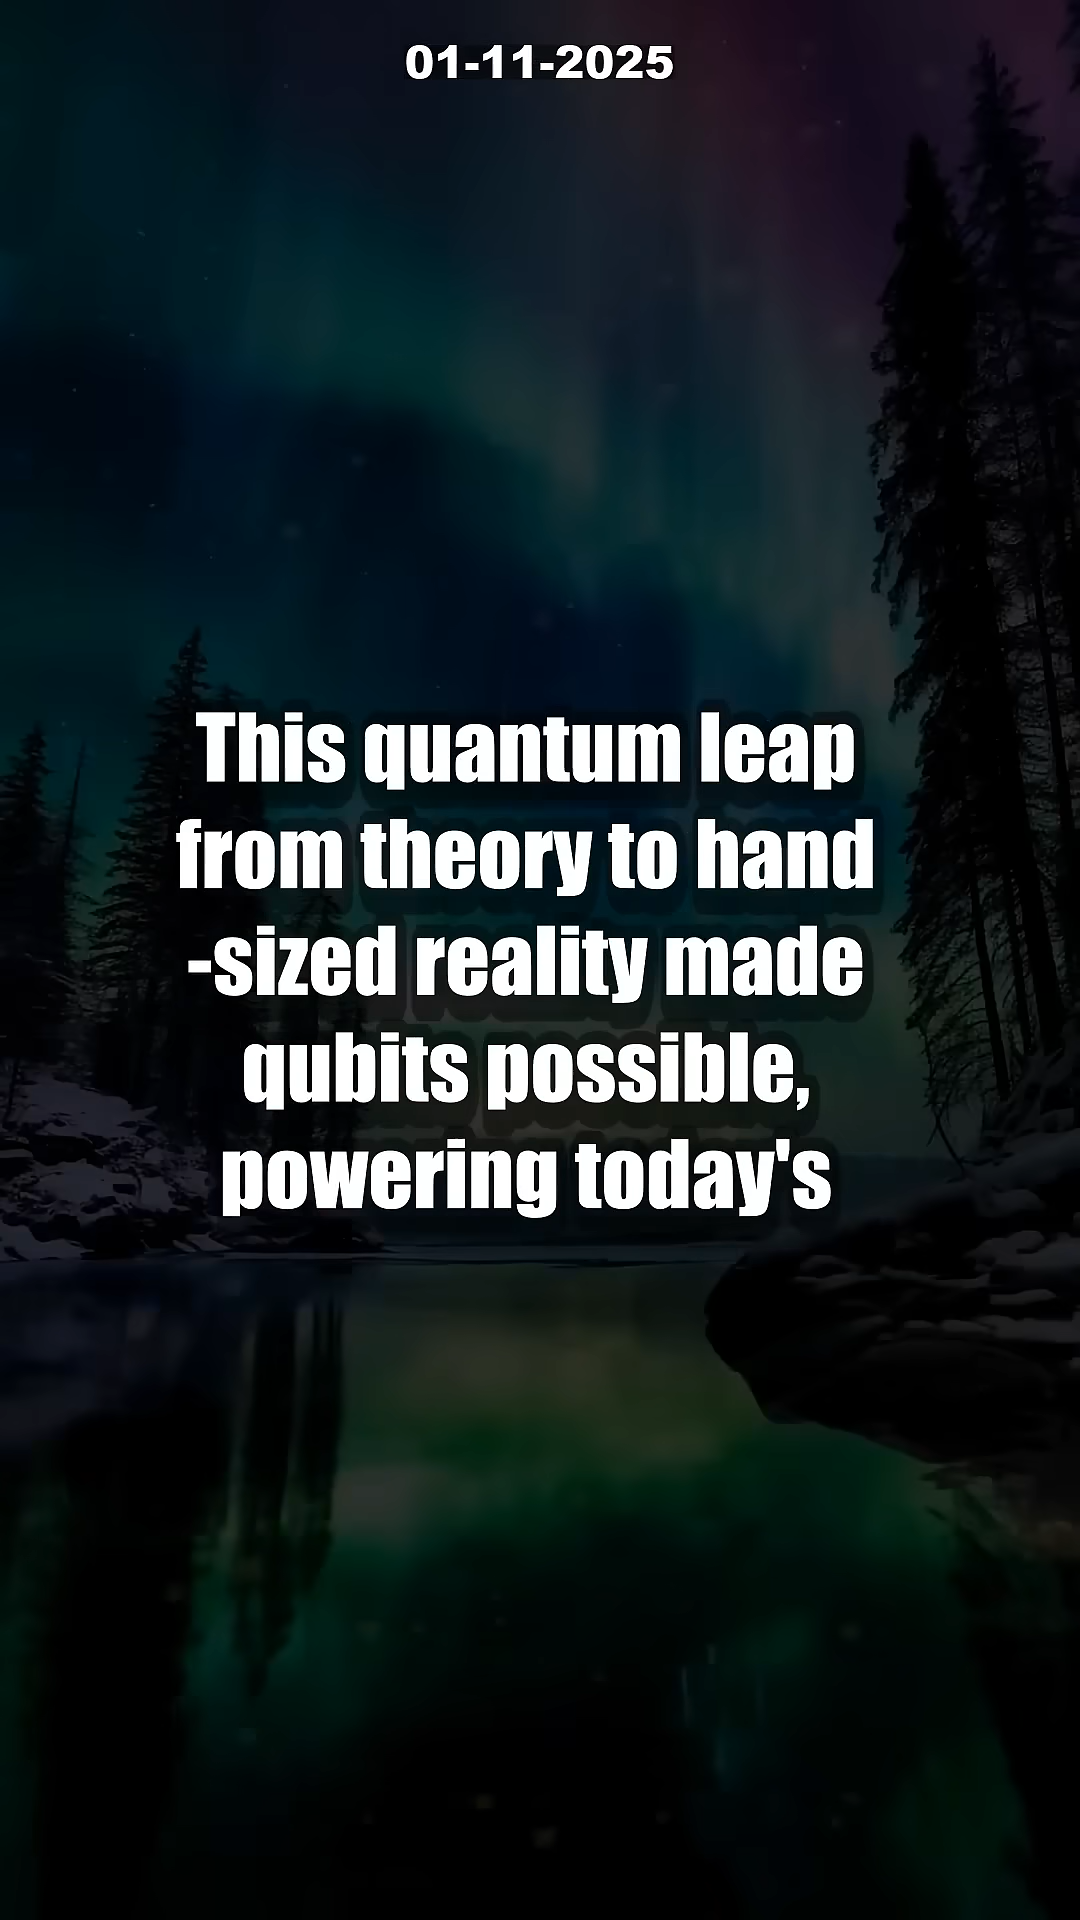 01-11-2025
This quantum leap
from theory to hand
-sized reality made
qubits possible,
powering today's